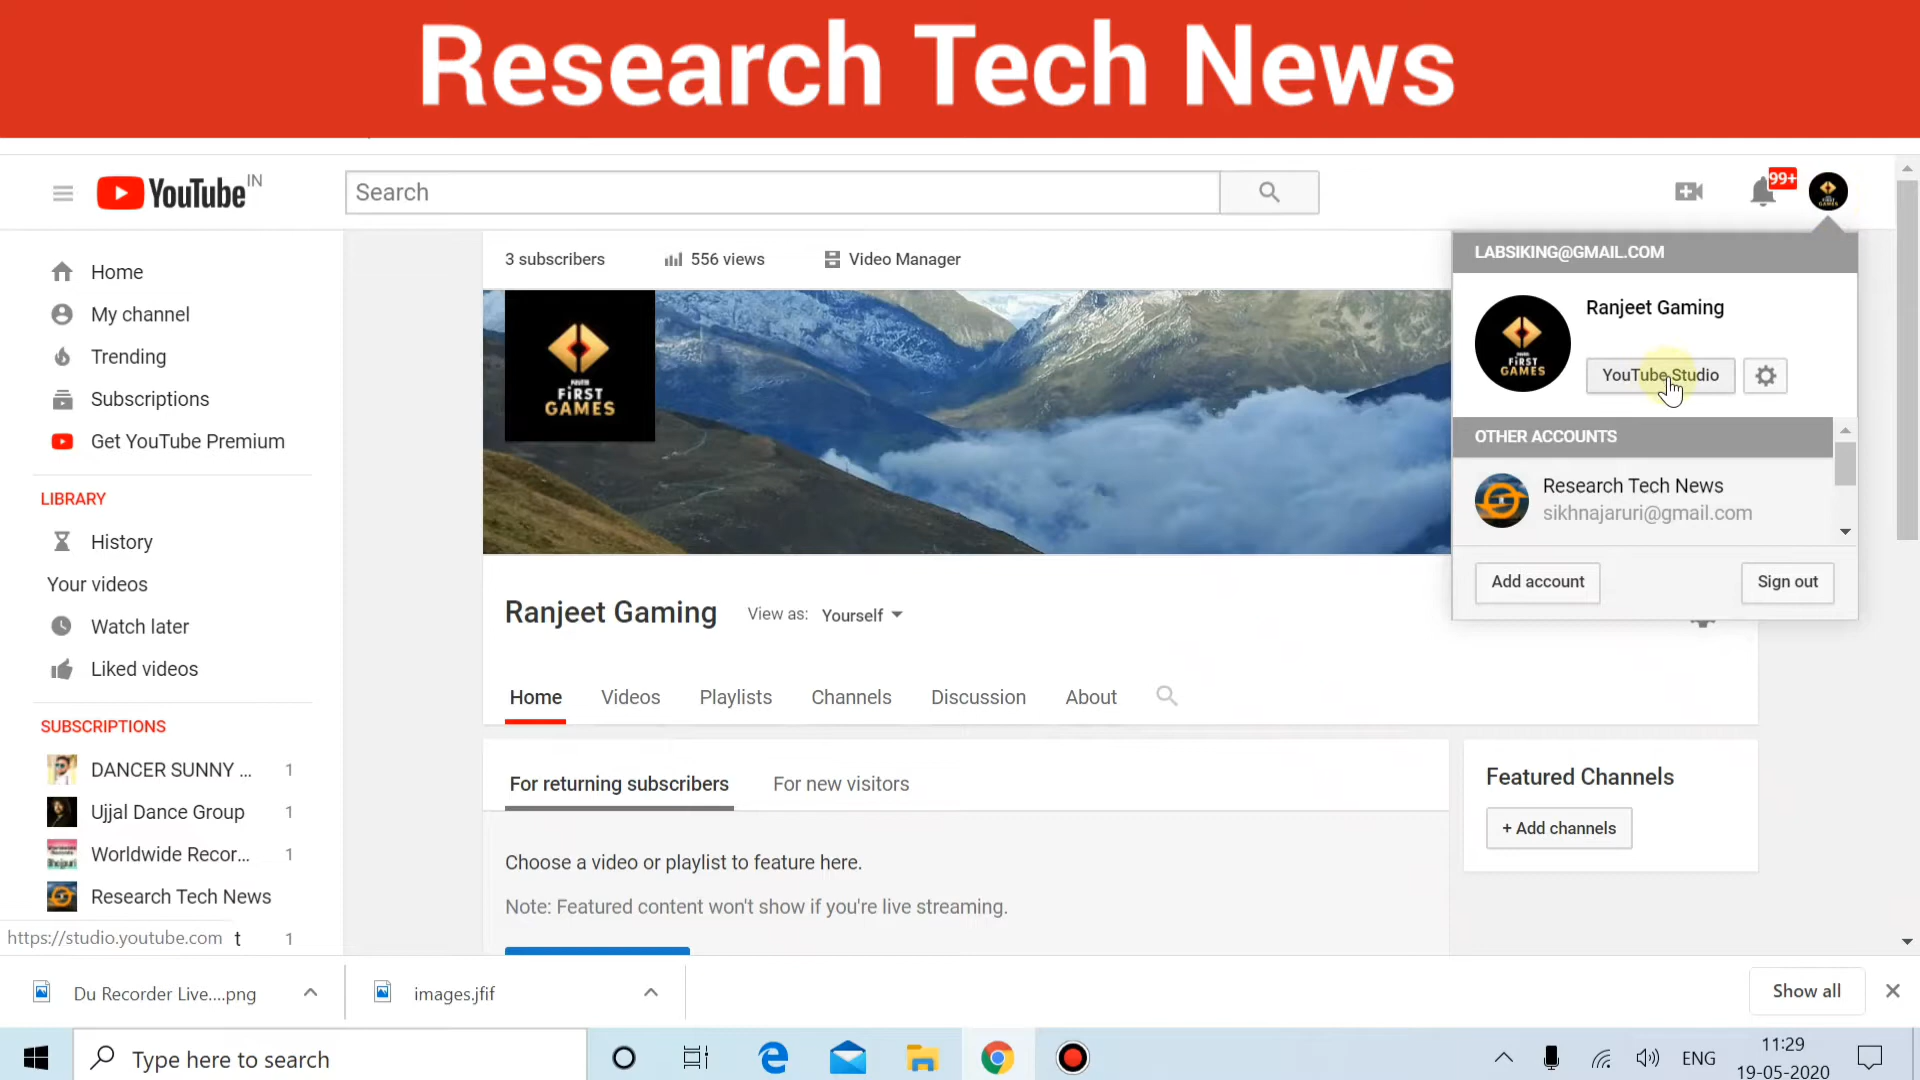 Research Tech News
YouTube IN
Search
99+
Home
My channel
Trending
Subscriptions
Get YouTube Premium
LIBRARY
History
Your videos
Watch later
Liked videos
SUBSCRIPTIONS
DANCER SUNNY ... 1
Ujjal Dance Group 1
Worldwide Recor... 1
Research Tech News
https://studio.youtube.com t 1
3 subscribers 556 views Video Manager
FIRST
GAMES
Ranjeet Gaming View as: Yourself
Home Videos Playlists Channels Discussion About
For returning subscribers For new visitors
Choose a video or playlist to feature here.
Note: Featured content won't show if you're live streaming.
Featured Channels
+ Add channels
LABSIKING@GMAIL.COM
Ranjeet Gaming
FIRST
GAMES
YouTube Studio
OTHER ACCOUNTS
Research Tech News
sikhnajaruri@gmail.com
Add account Sign out
Du Recorder Live....png images.jfif Show all
Type here to search
ENG
11:29
19-05-2020